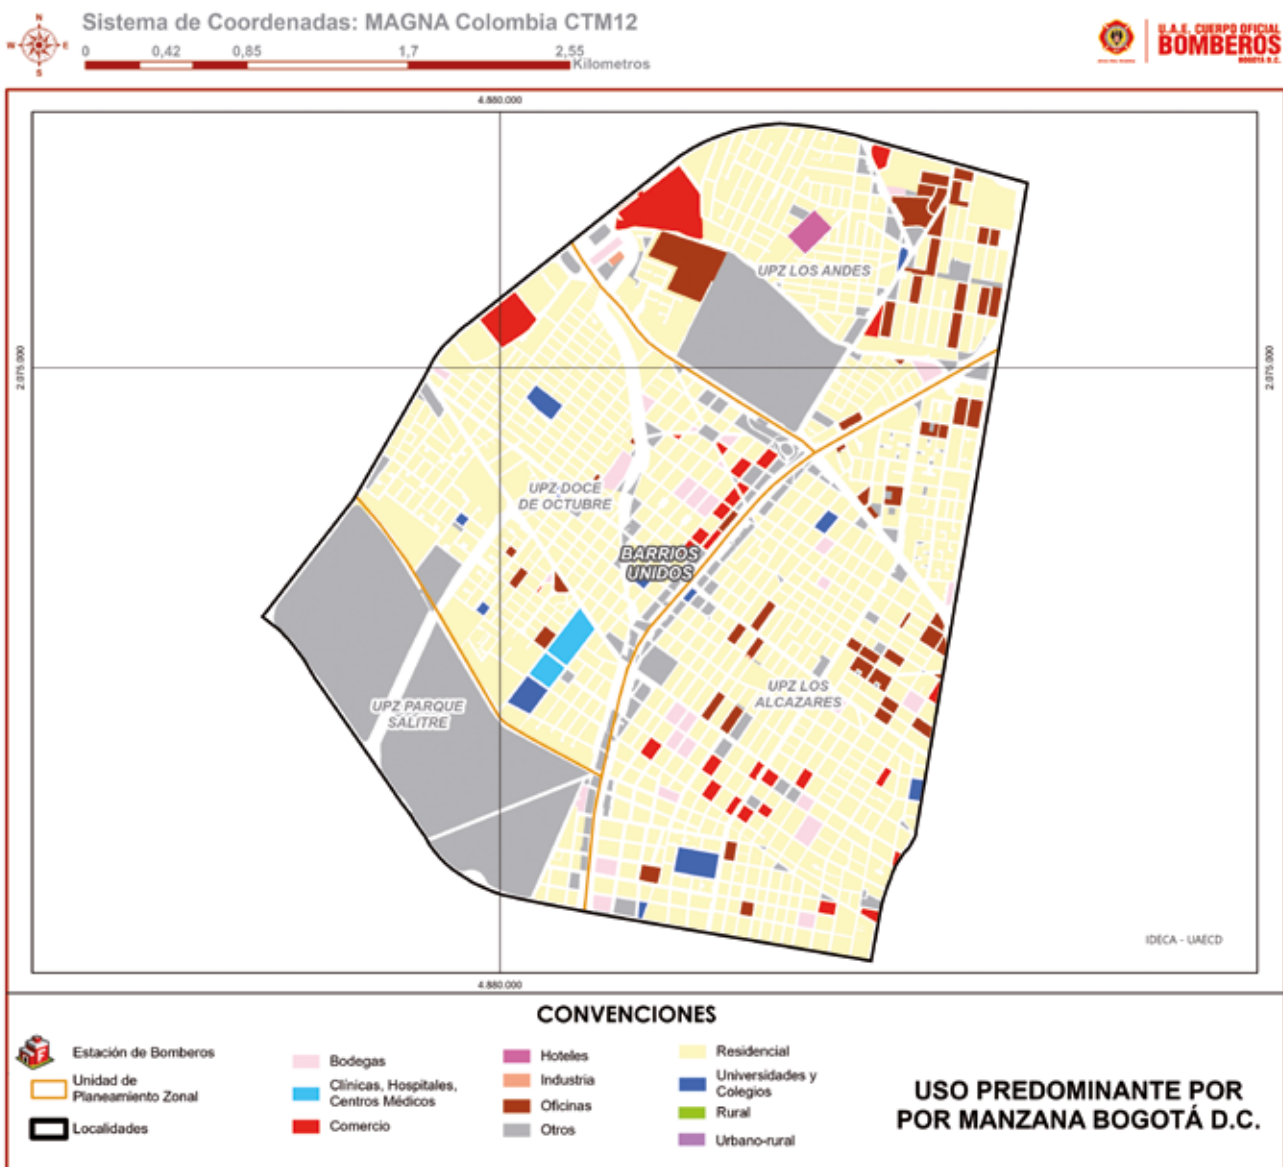 Sistema de Coordenadas: MAGNA Colombia CTM12
0 0,42 0,85 1,7 2,55
Kilometros
N
W E
S
U.A.E. CUERPO OFICIAL
BOMBEROS
BOGOTÁ D.C.
4.880.000
2.075.000
2.075.000
UPZ LOS ANDES
UPZ DOCE
DE OCTUBRE
BARRIOS
UNIDOS
UPZ LOS
ALCAZARES
UPZ PARQUE
SALITRE
IDECA - UAECD
4.880.000
CONVENCIONES
Estación de Bomberos
Unidad de
Planeamiento Zonal
Localidades
Bodegas
Clínicas, Hospitales,
Centros Médicos
Comercio
Hoteles
Industria
Oficinas
Otros
Residencial
Universidades y
Colegios
Rural
Urbano-rural
USO PREDOMINANTE POR
POR MANZANA BOGOTÁ D.C.